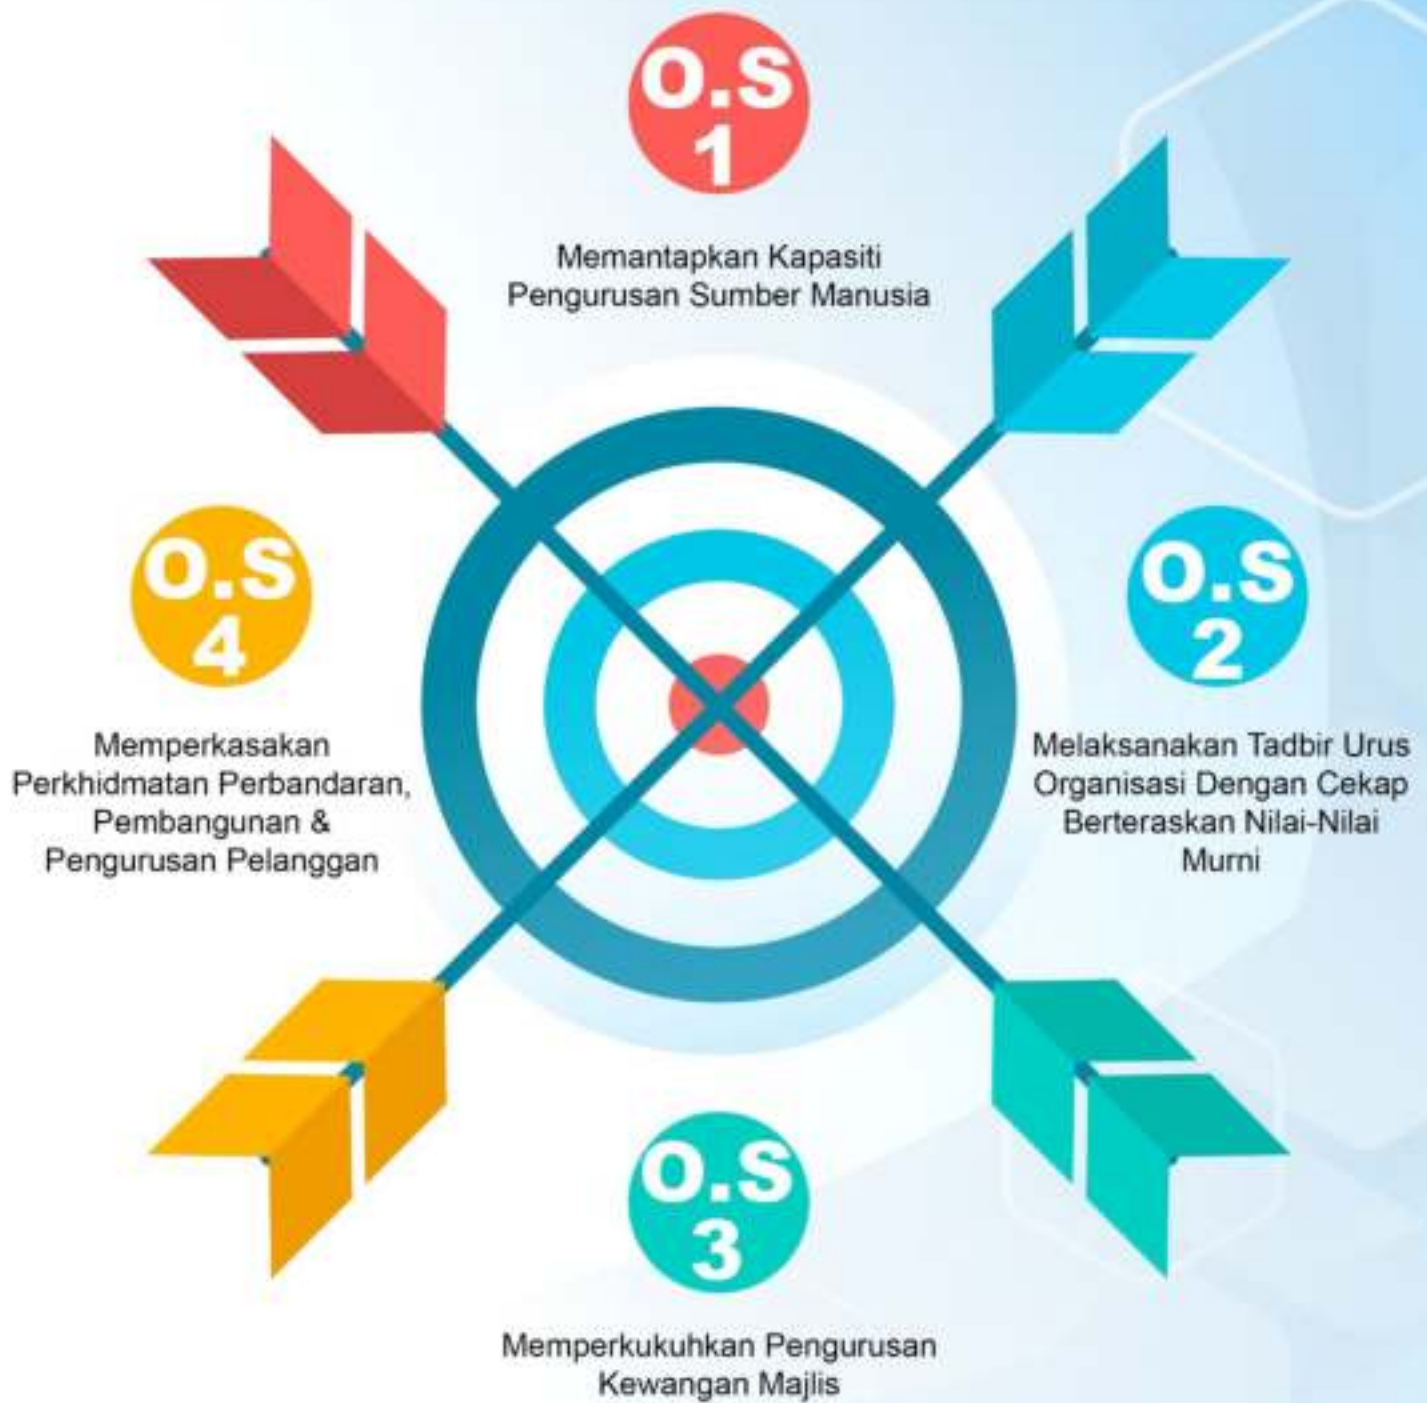 O.S
1
Memantapkan Kapasiti
Pengurusan Sumber Manusia
O.S
2
Melaksanakan Tadbir Urus
Organisasi Dengan Cekap
Berteraskan Nilai-Nilai
Murni
O.S
3
Memperkukuhkan Pengurusan
Kewangan Majlis
O.S
4
Memperkasakan
Perkhidmatan Perbandaran,
Pembangunan &
Pengurusan Pelanggan